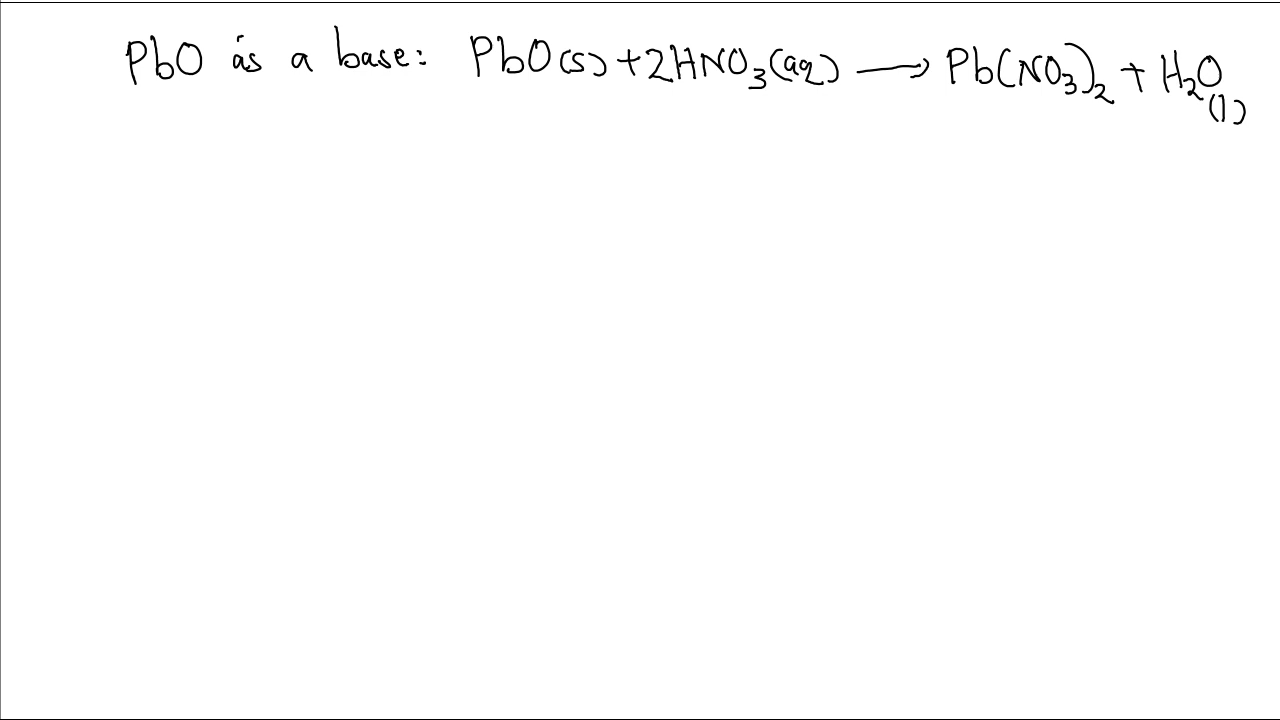 PbO as a base: PbO(s) + 2HNO₃(aq) ⟶ Pb(NO₃)₂ + H₂O(l)